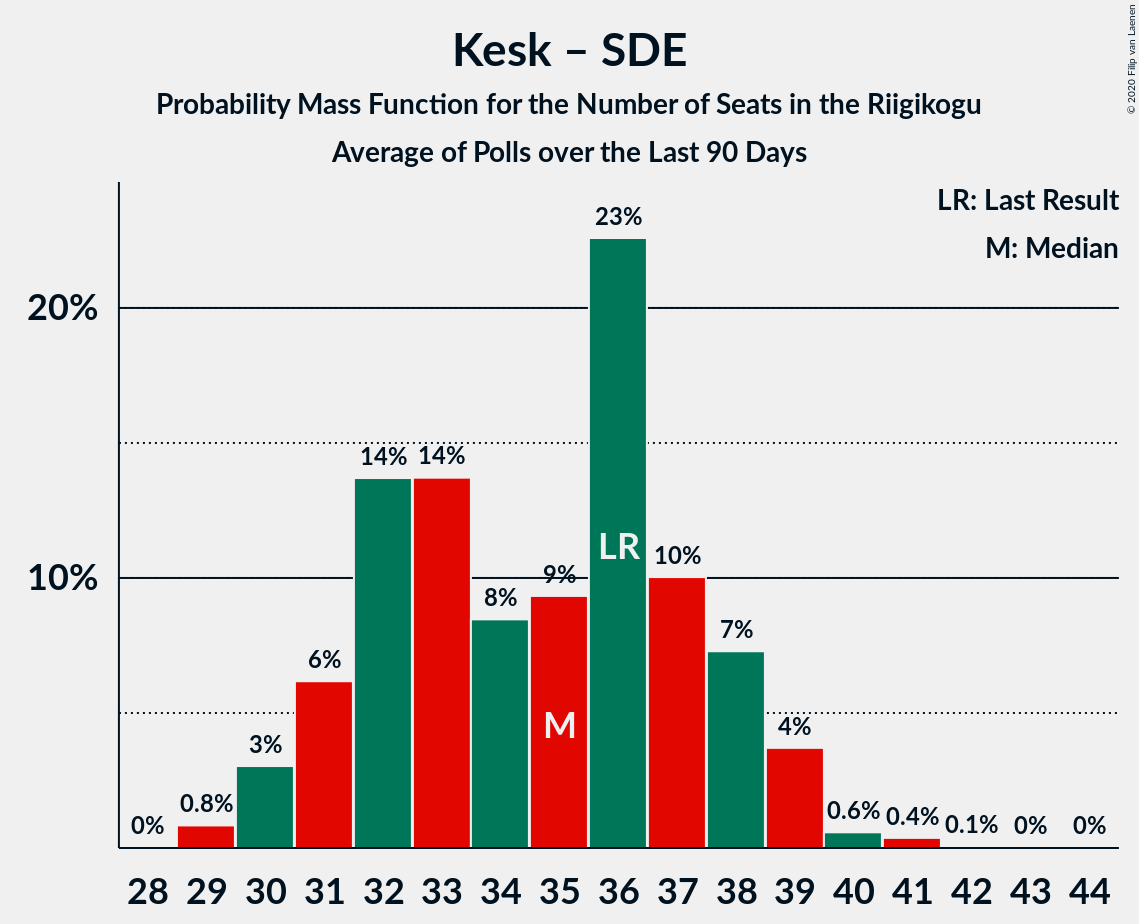 Kesk – SDE
Probability Mass Function for the Number of Seats in the Riigikogu
Average of Polls over the Last 90 Days
© 2020 Filip van Laenen
LR: Last Result
M: Median
23%
20%
14% 14%
LR
10%
10%
9%
8%
7%
6%
M
4%
3%
0.8%
0.6%
0.4%
0% 0.1% 0% 0%
28 29 30 31 32 33 34 35 36 37 38 39 40 41 42 43 44